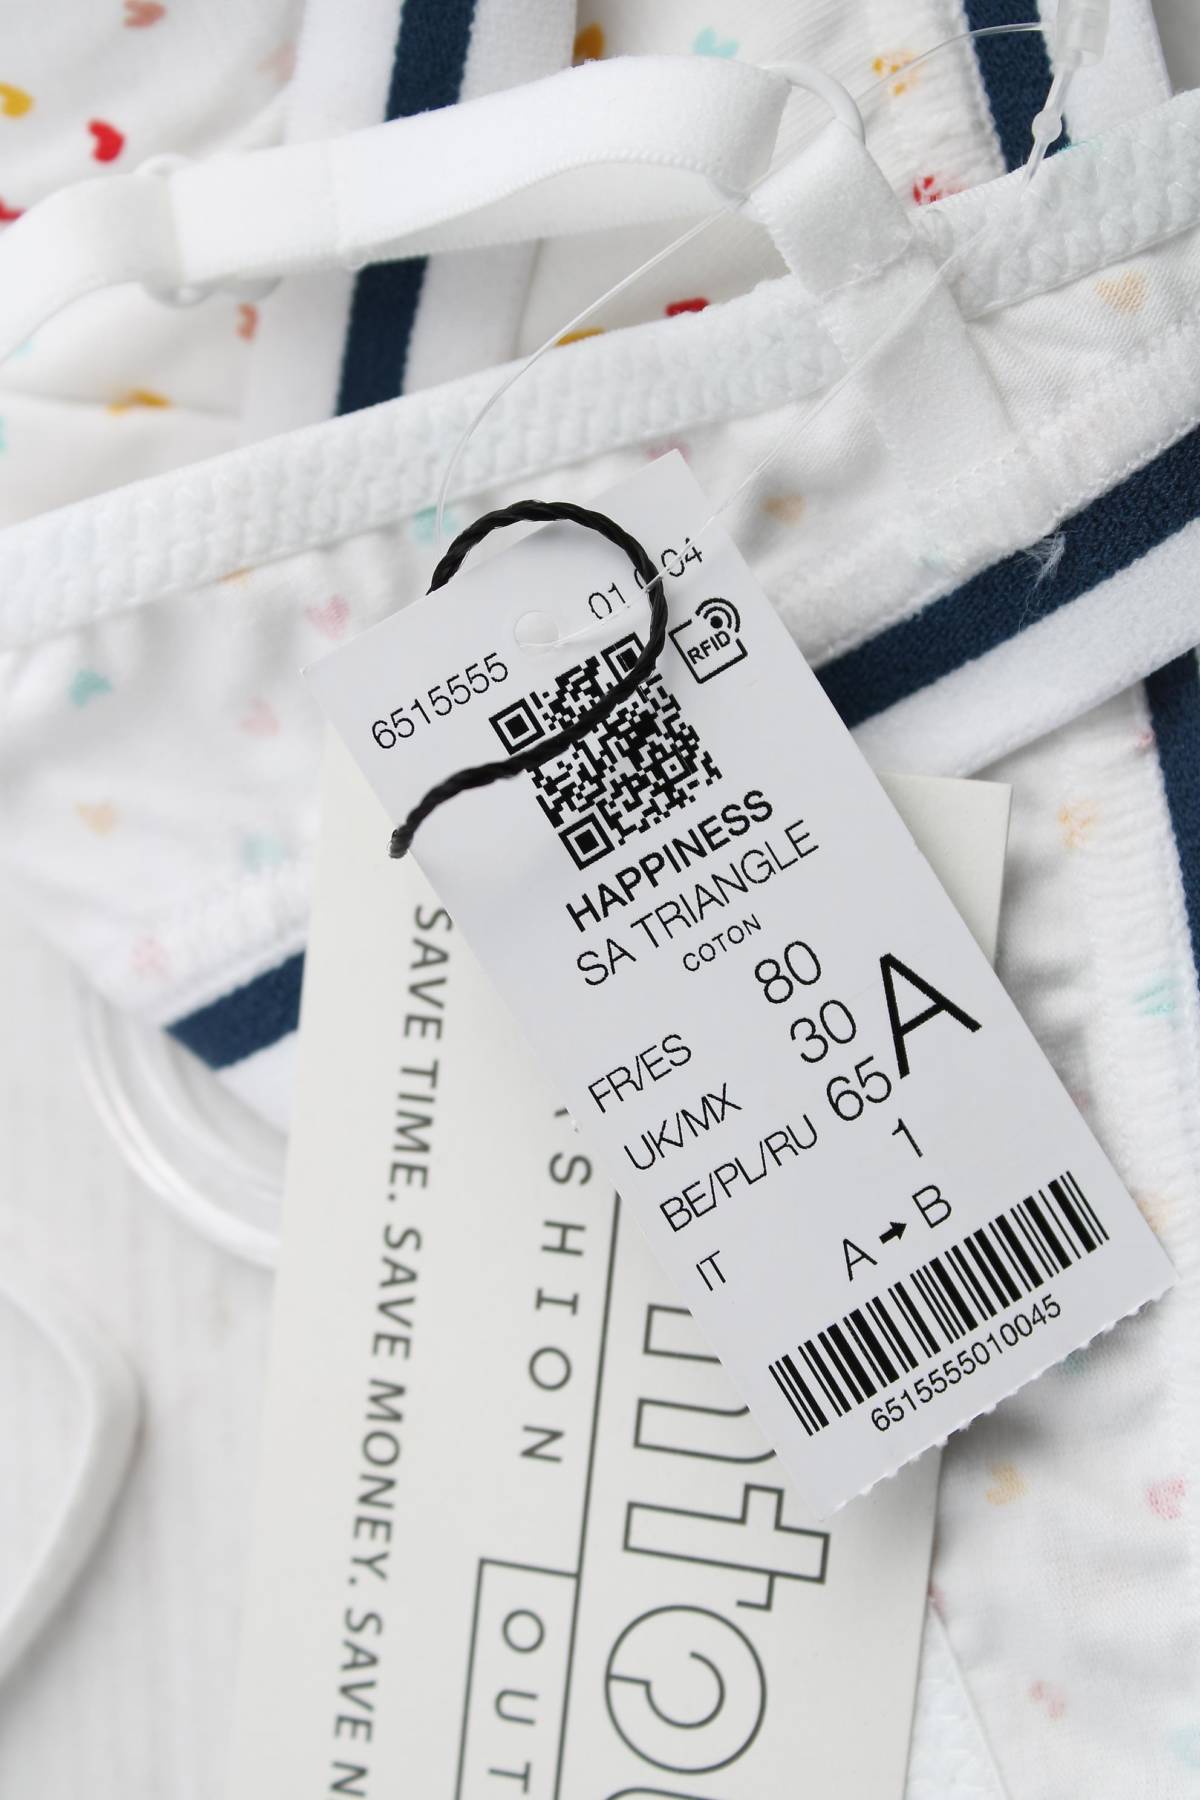 01 0 04
6515555
RFID
HAPPINESS
SA TRIANGLE
COTON
FR/ES 80
UK/MX 30 A
BE/PL/RU 65
IT 1
A ➡ B
6515555010045
SAVE TIME. SAVE MONEY. SAVE N
SHION
OUT